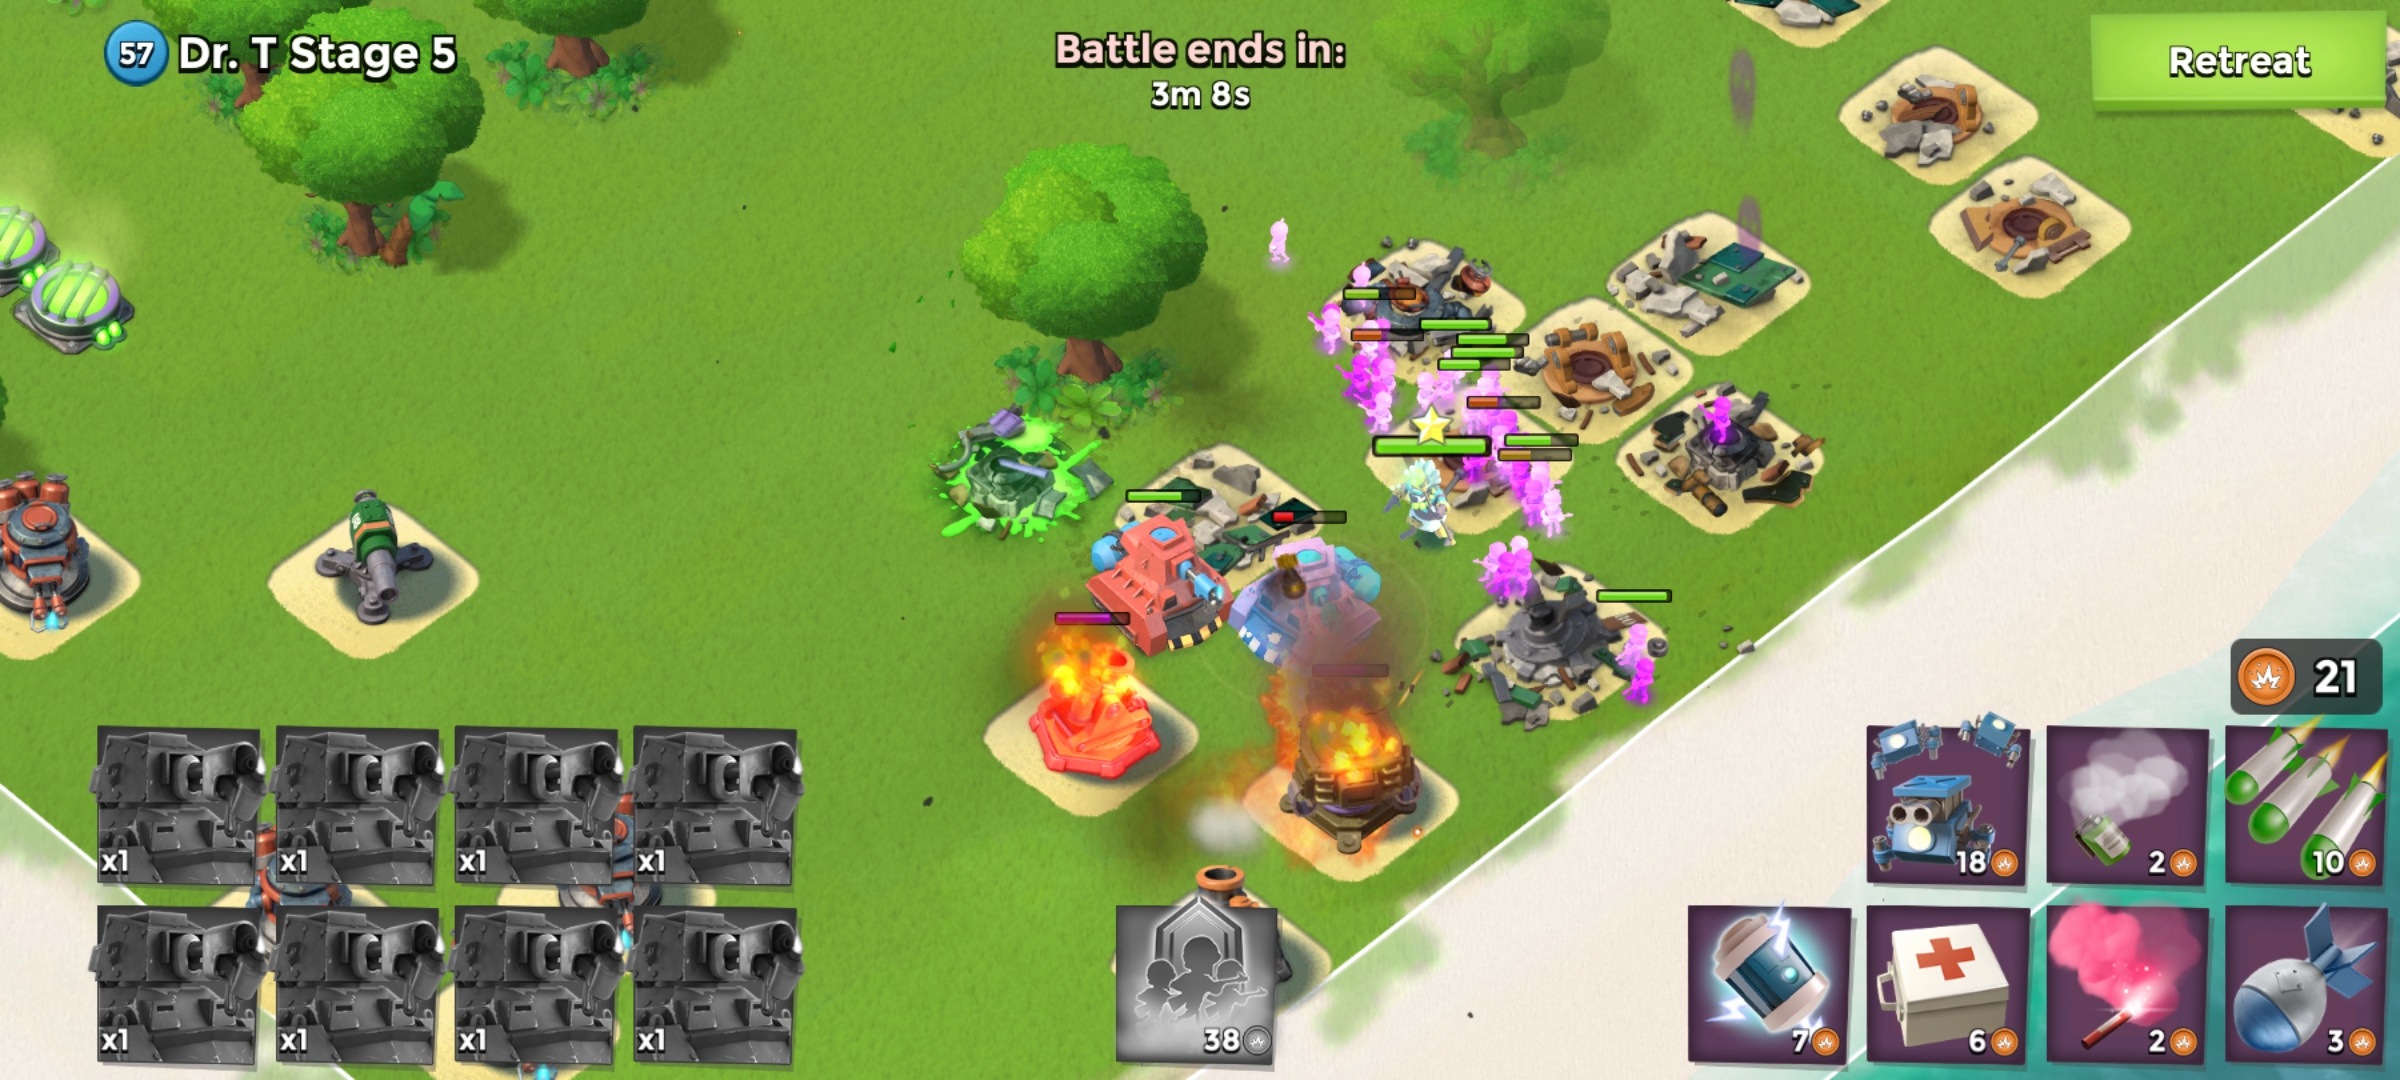 57 Dr. T Stage 5
Battle ends in:
3m 8s
Retreat
21
18
2
10
x1
x1
x1
x1
x1
x1
x1
x1
38
7
6
2
3